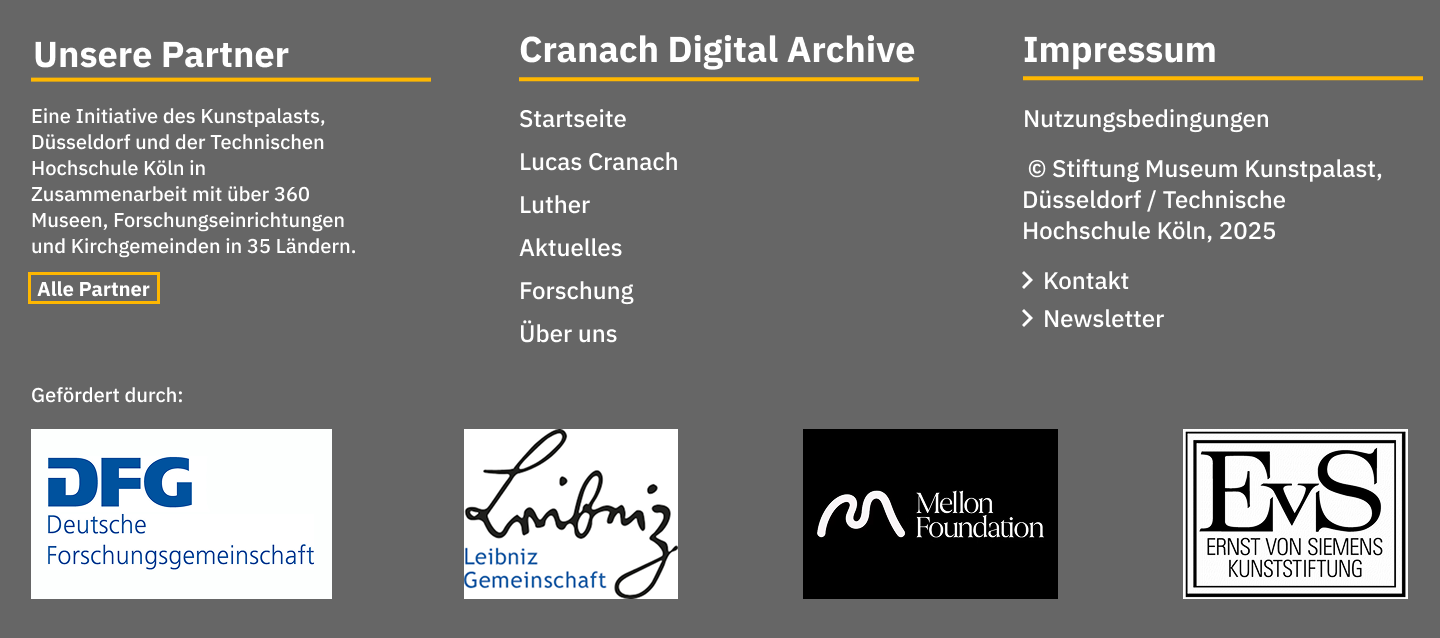 Unsere Partner
Eine Initiative des Kunstpalasts,
Düsseldorf und der Technischen
Hochschule Köln in
Zusammenarbeit mit über 360
Museen, Forschungseinrichtungen
und Kirchgemeinden in 35 Ländern.
Alle Partner
Cranach Digital Archive
Startseite
Lucas Cranach
Luther
Aktuelles
Forschung
Über uns
Impressum
Nutzungsbedingungen
© Stiftung Museum Kunstpalast,
Düsseldorf / Technische
Hochschule Köln, 2025
Kontakt
Newsletter
Gefördert durch:
DFG
Deutsche
Forschungsgemeinschaft
Leibniz
Leibniz
Gemeinschaft
Mellon
Foundation
EvS
ERNST VON SIEMENS
KUNSTSTIFTUNG